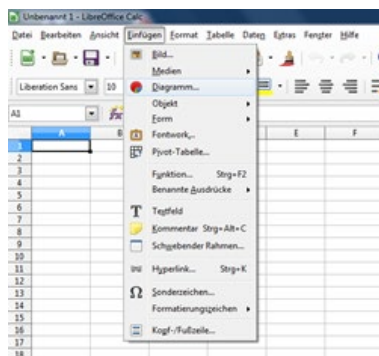 Unbenannt 1 - LibreOffice Calc
Datei Bearbeiten Ansicht Einfügen Format Tabelle Daten Extras Fenster Hilfe
Liberation Sans 10
A1
A B E F
Bild...
Medien
Diagramm...
Objekt
Form
Fontwork...
Pivot-Tabelle...
Funktion... Strg+F2
Benannte Ausdrücke
Textfeld
Kommentar Strg+Alt+C
Schwebender Rahmen...
Hyperlink... Strg+K
Sonderzeichen...
Formatierungszeichen
Kopf-/Fußzeile...
1
2
3
4
5
6
7
8
9
10
11
12
13
14
15
16
17
18